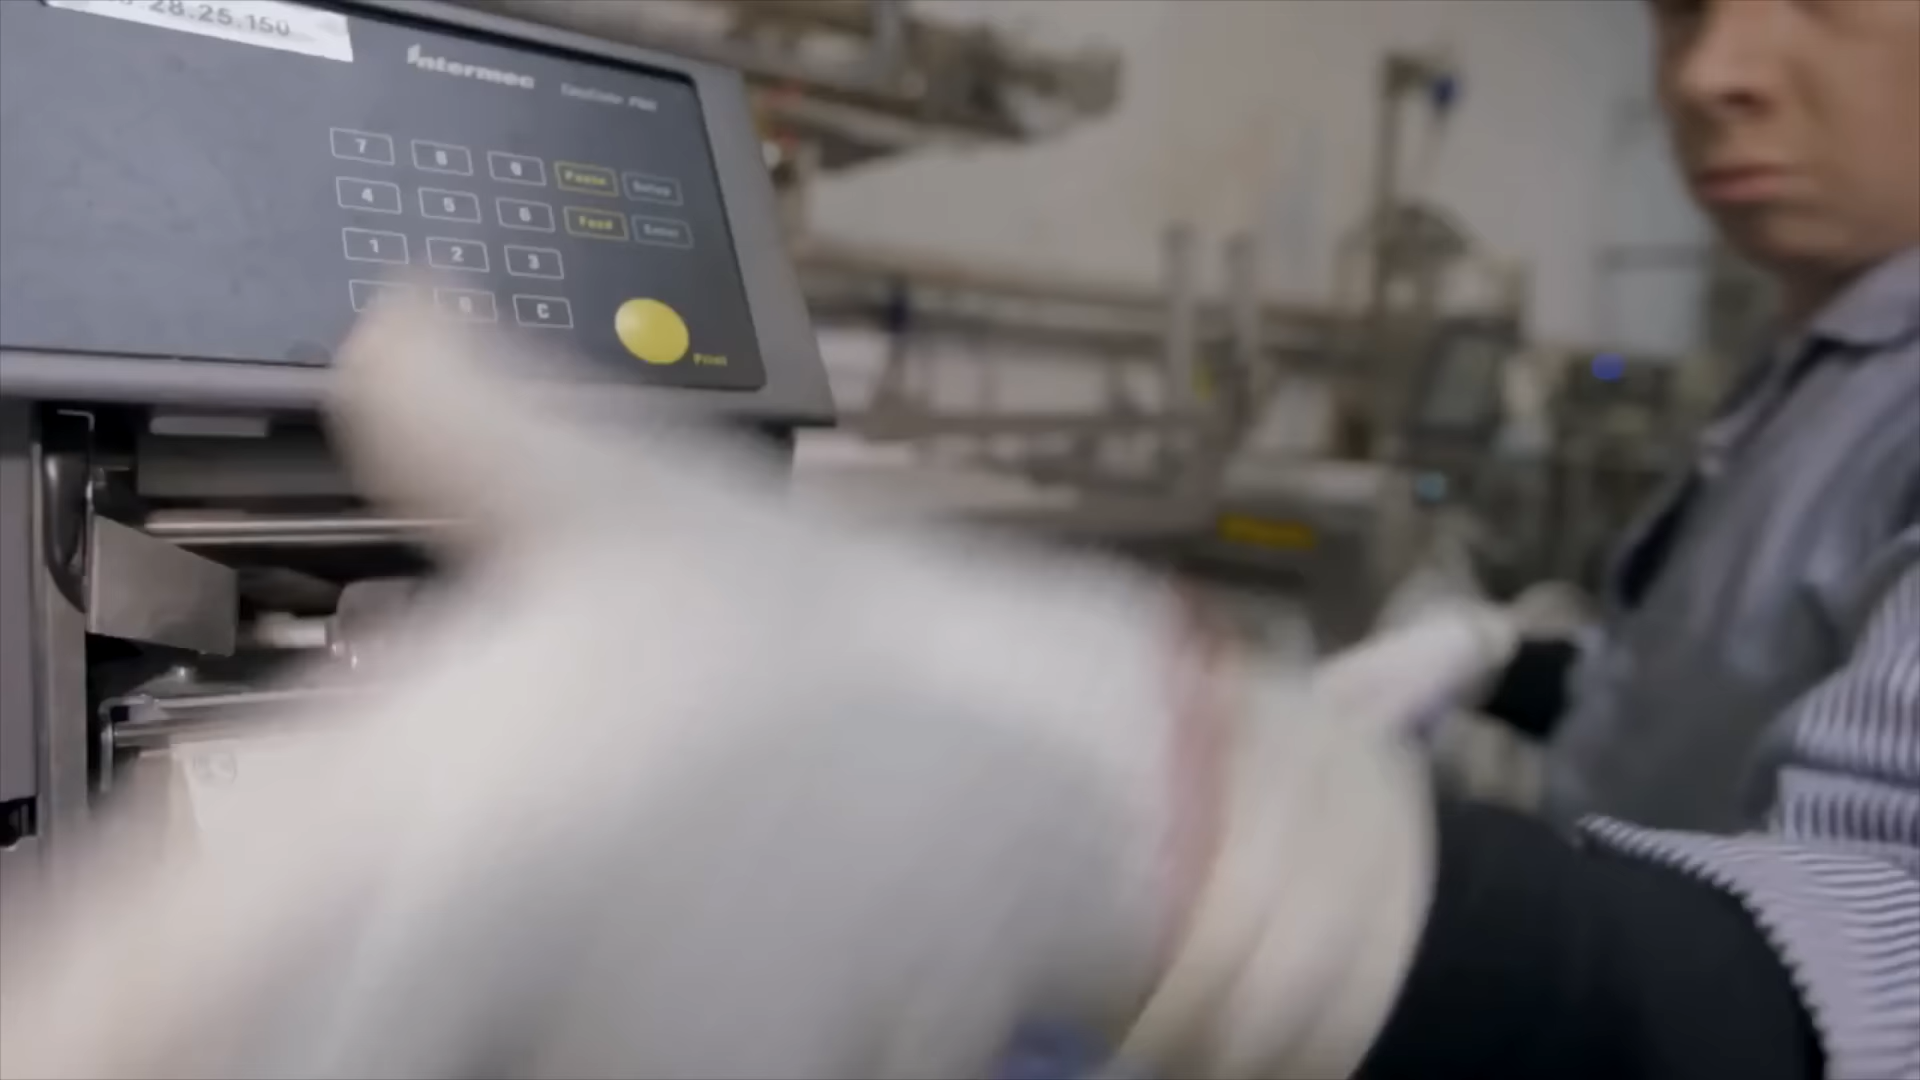 28.25.150
Intermec
7 8 9 Pause Setup
4 5 6 Feed Enter
1 2 3
0 C
Print